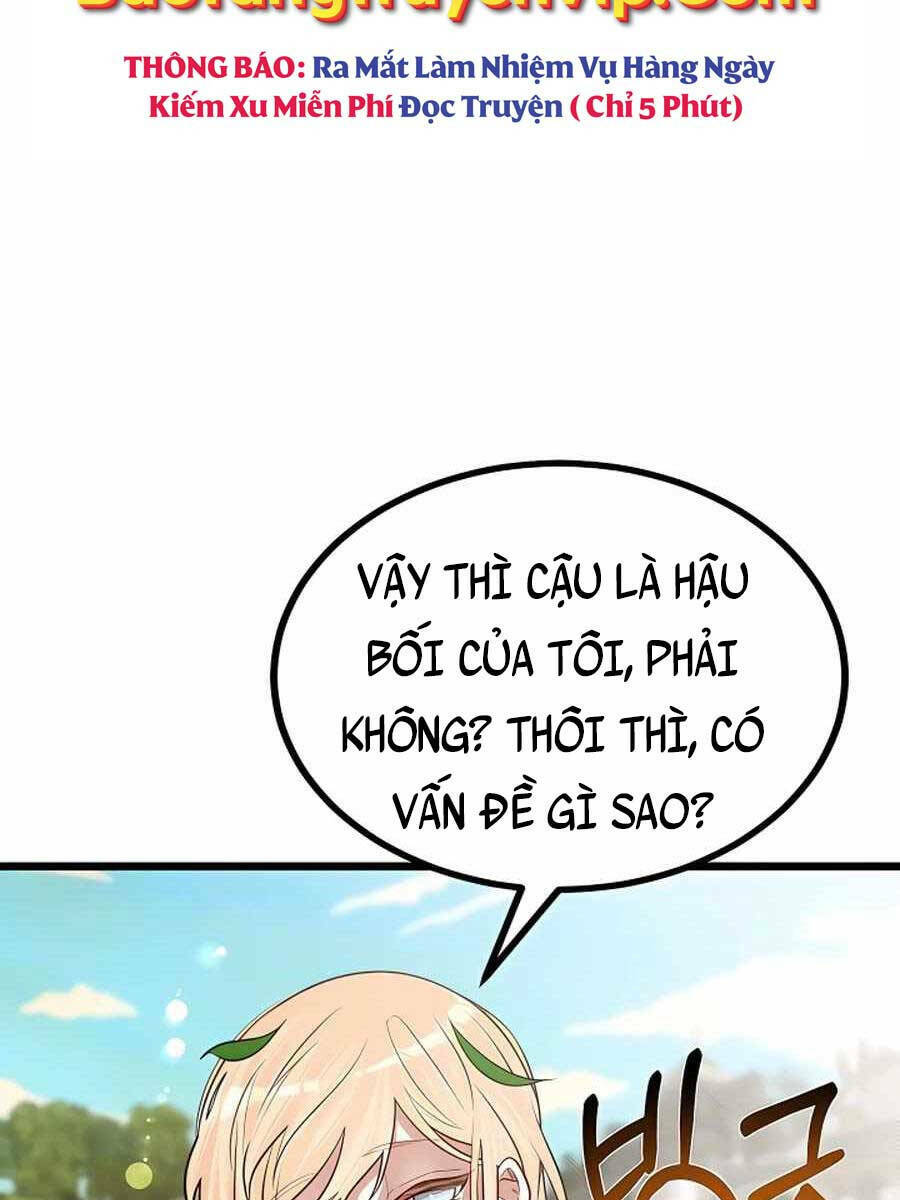 THÔNG BÁO: Ra Mắt Làm Nhiệm Vụ Hàng Ngày
Kiếm Xu Miễn Phí Đọc Truyện ( Chỉ 5 Phút)
VẬY THÌ CẬU LÀ HẬU
BỐI CỦA TÔI, PHẢI
KHÔNG? THÔI THÌ, CÓ
VẤN ĐỀ GÌ SAO?